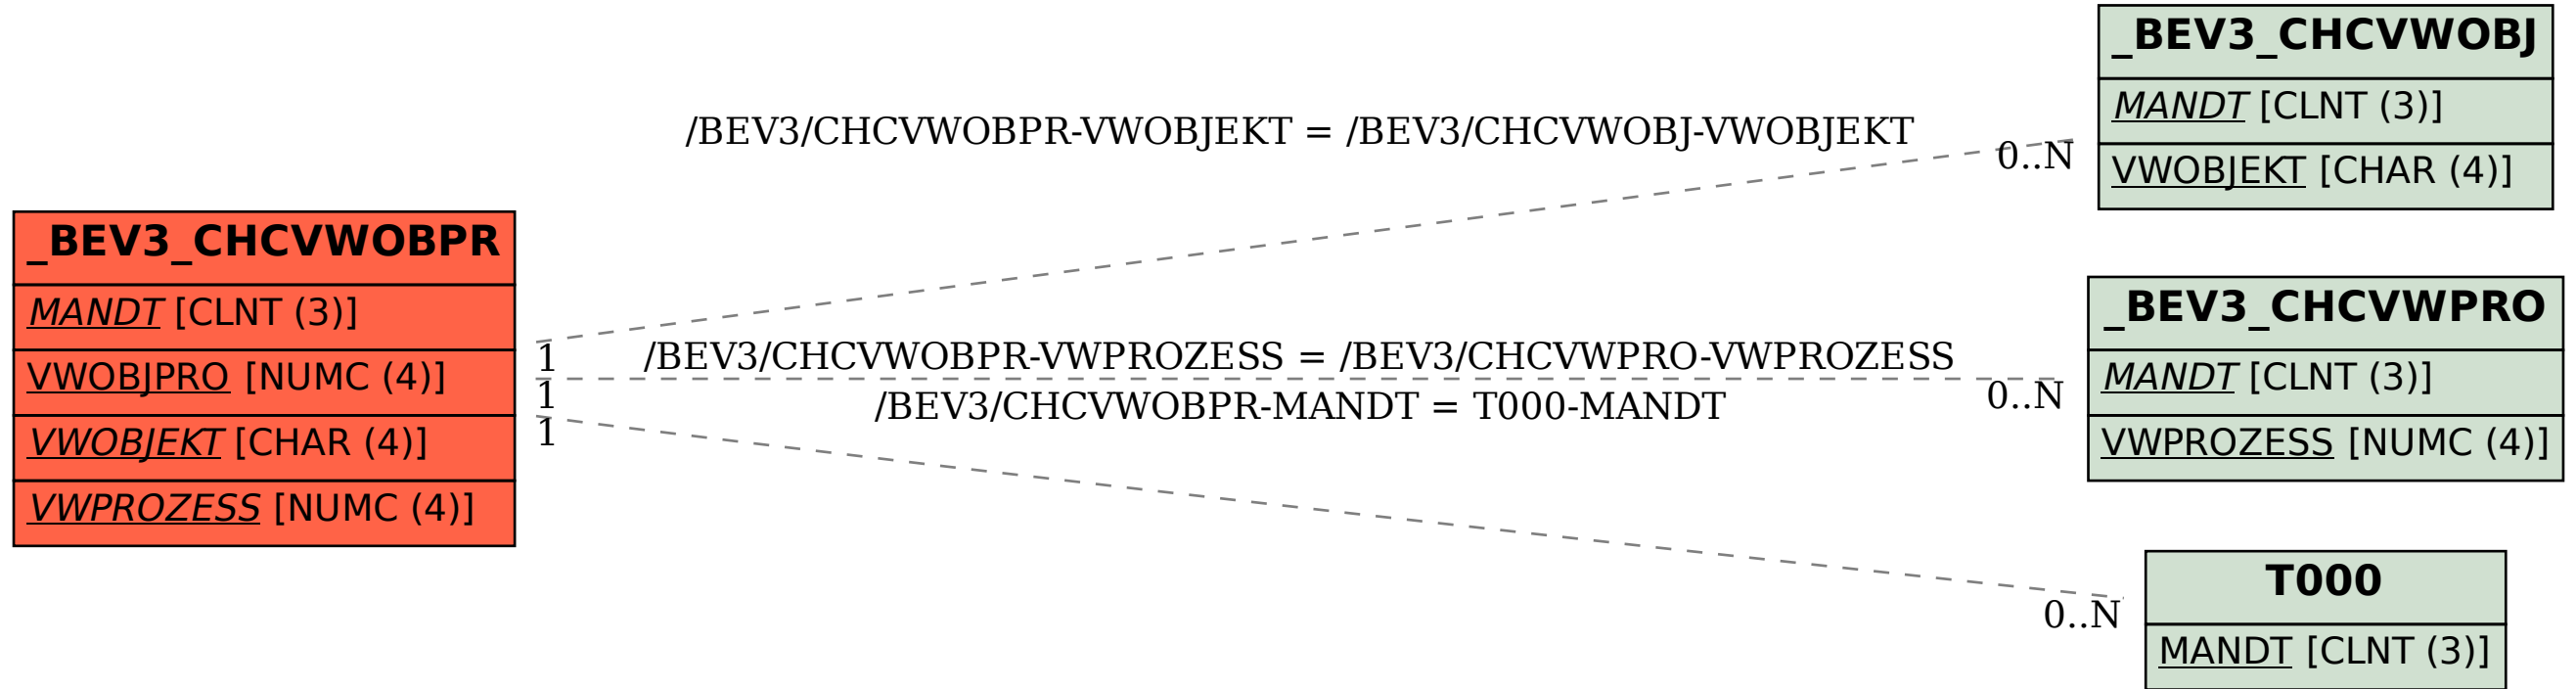 _BEV3_CHCVWOBPR
MANDT [CLNT (3)]
VWOBJPRO [NUMC (4)]
VWOBJEKT [CHAR (4)]
VWPROZESS [NUMC (4)]
/BEV3/CHCVWOBPR-VWOBJEKT = /BEV3/CHCVWOBJ-VWOBJEKT
0..N
1
/BEV3/CHCVWOBPR-VWPROZESS = /BEV3/CHCVWPRO-VWPROZESS
1
0..N
/BEV3/CHCVWOBPR-MANDT = T000-MANDT
1
0..N
_BEV3_CHCVWOBJ
MANDT [CLNT (3)]
VWOBJEKT [CHAR (4)]
_BEV3_CHCVWPRO
MANDT [CLNT (3)]
VWPROZESS [NUMC (4)]
T000
MANDT [CLNT (3)]